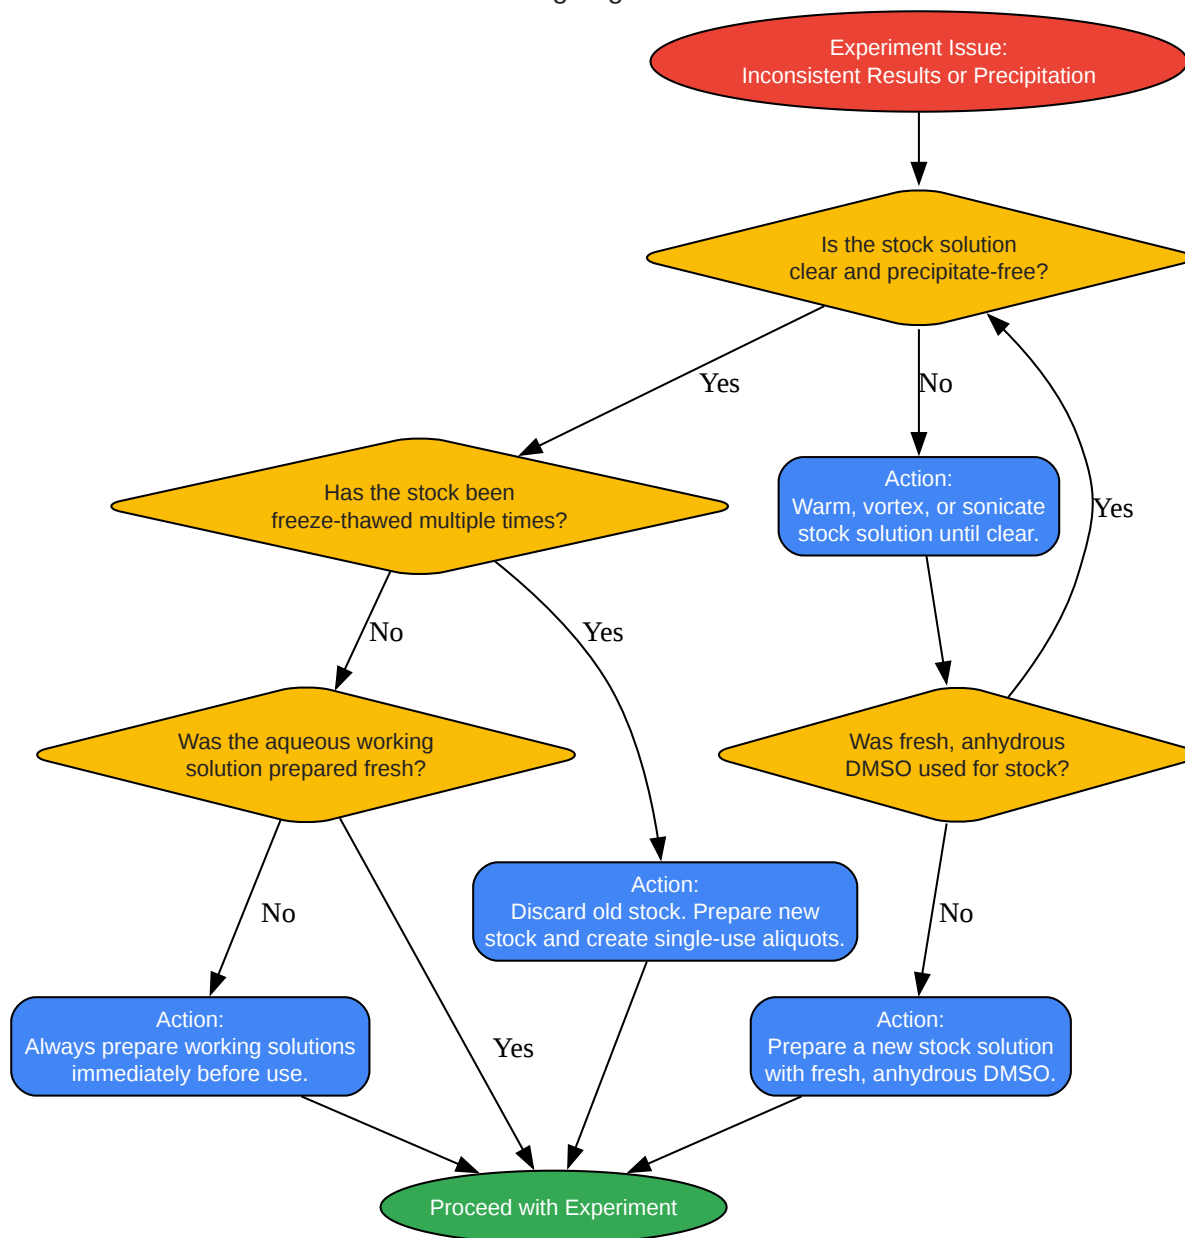 Experiment Issue:
Inconsistent Results or Precipitation
Is the stock solution
clear and precipitate-free?
Yes
No
Has the stock been
freeze-thawed multiple times?
Action:
Warm, vortex, or sonicate
stock solution until clear.
Yes
No
Yes
Was the aqueous working
solution prepared fresh?
Was fresh, anhydrous
DMSO used for stock?
Action:
Discard old stock. Prepare new
stock and create single-use aliquots.
No
No
Action:
Always prepare working solutions
immediately before use.
Yes
Action:
Prepare a new stock solution
with fresh, anhydrous DMSO.
Proceed with Experiment